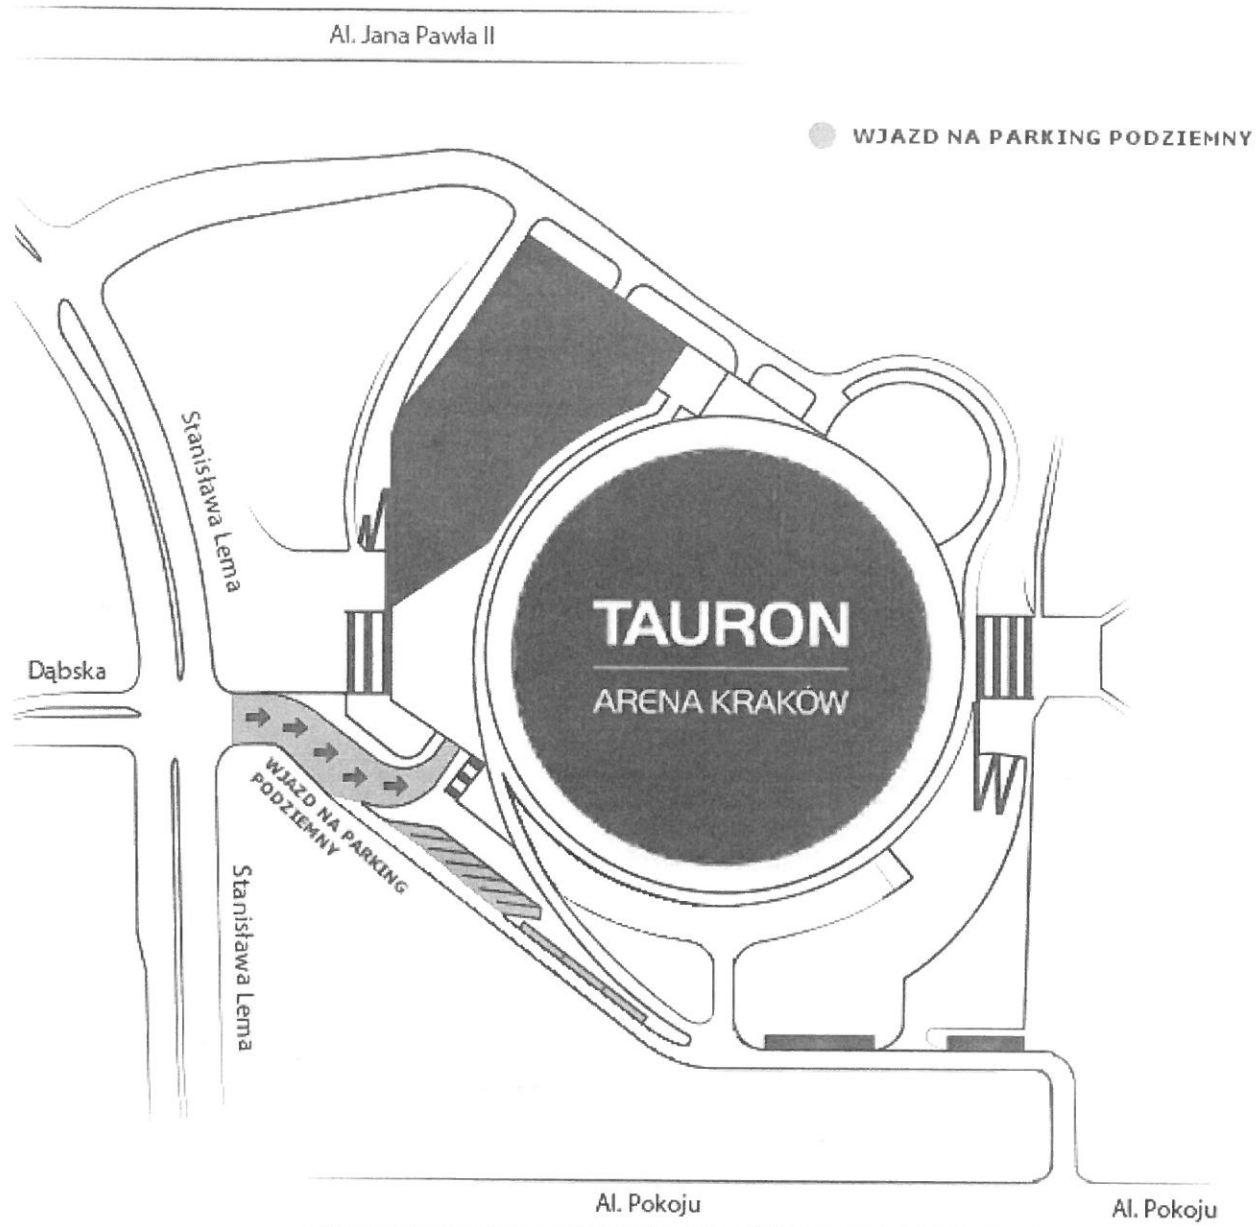 Al. Jana Pawła II
WJAZD NA PARKING PODZIEMNY
Stanisława Lema
TAURON
ARENA KRAKÓW
Dąbska
WJAZD NA PARKING
PODZIEMNY
Stanisława Lema
Al. Pokoju
Al. Pokoju